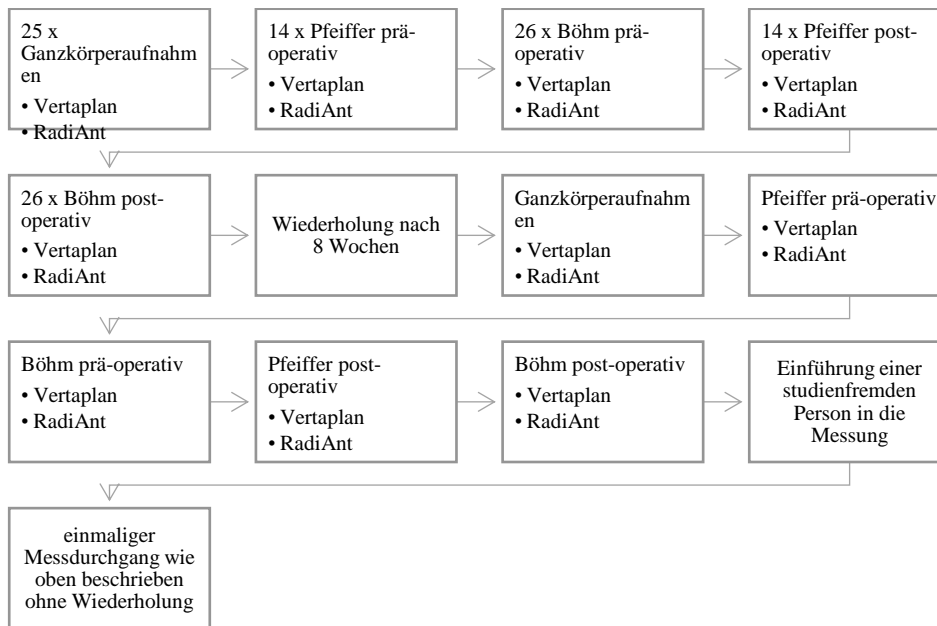 25 x
Ganzkörperaufnahm
en
• Vertaplan
• RadiAnt
14 x Pfeiffer prä-
operativ
• Vertaplan
• RadiAnt
26 x Böhm prä-
operativ
• Vertaplan
• RadiAnt
14 x Pfeiffer post-
operativ
• Vertaplan
• RadiAnt
26 x Böhm post-
operativ
• Vertaplan
• RadiAnt
Wiederholung nach
8 Wochen
Ganzkörperaufnahm
en
• Vertaplan
• RadiAnt
Pfeiffer prä-operativ
• Vertaplan
• RadiAnt
Böhm prä-operativ
• Vertaplan
• RadiAnt
Pfeiffer post-
operativ
• Vertaplan
• RadiAnt
Böhm post-operativ
• Vertaplan
• RadiAnt
Einführung einer
studienfremden
Person in die
Messung
einmaliger
Messdurchgang wie
oben beschrieben
ohne Wiederholung